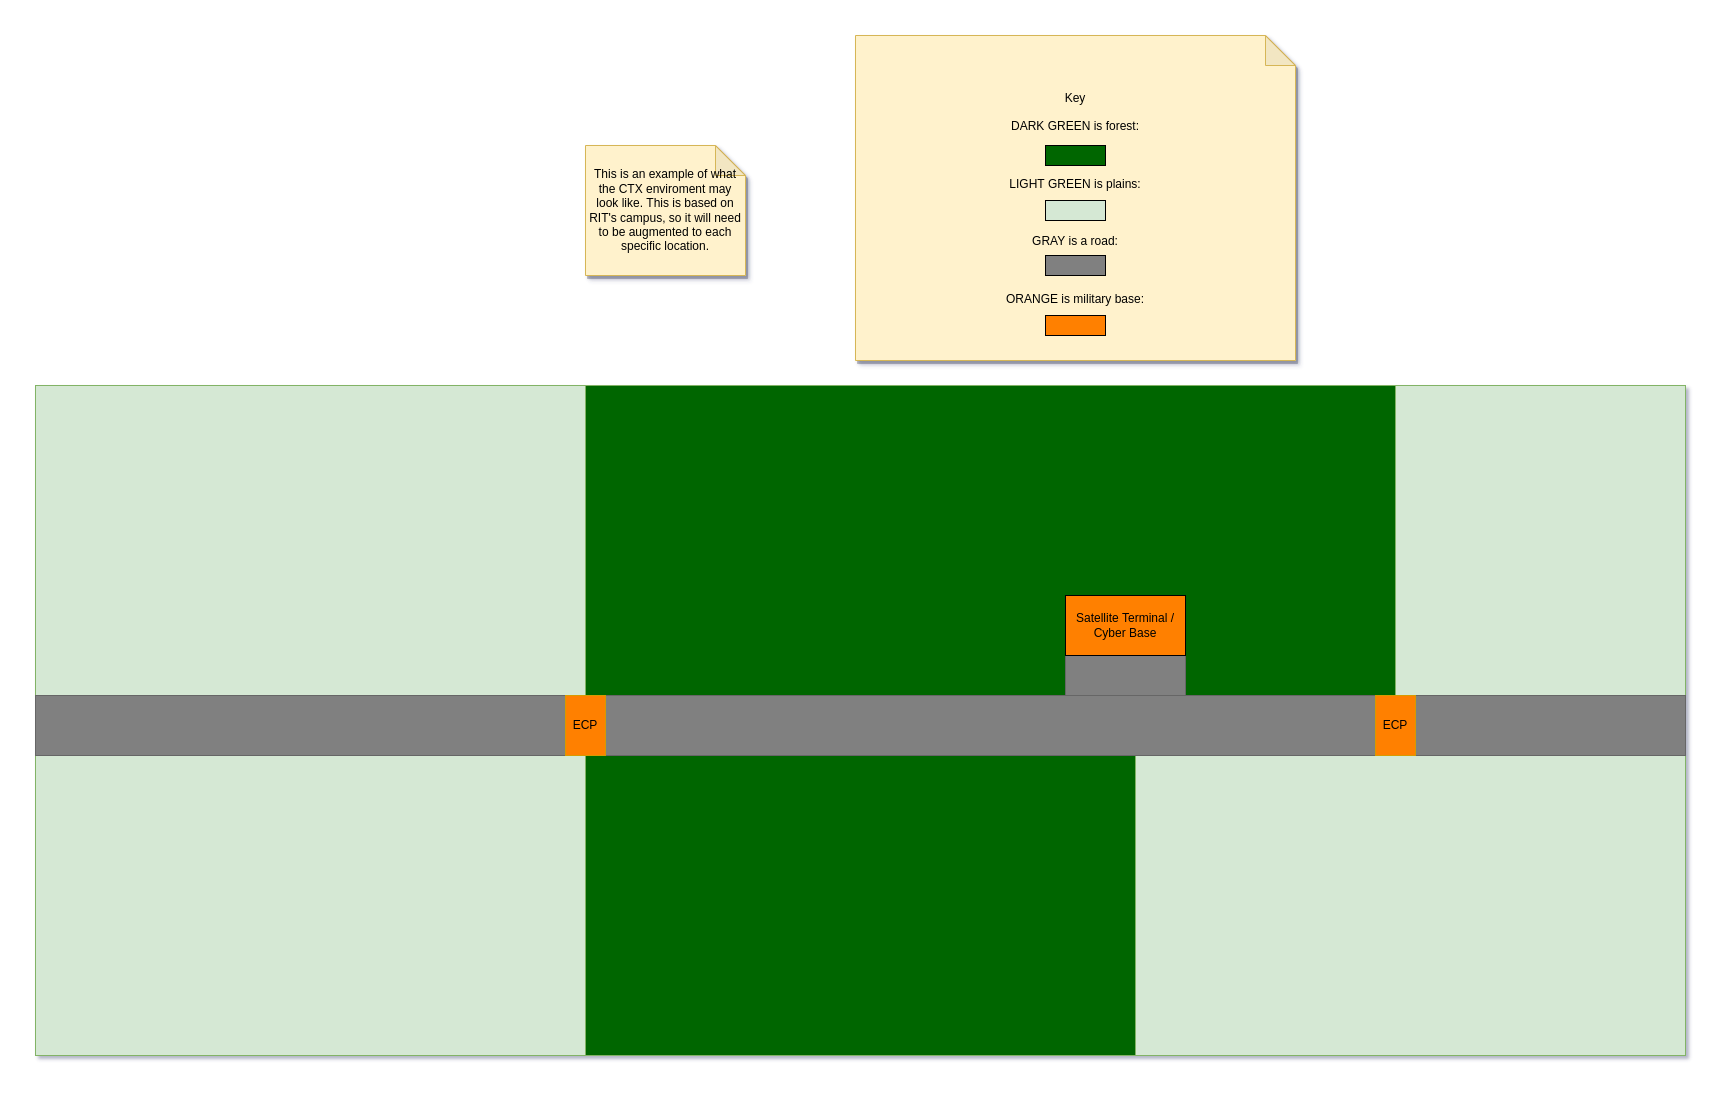 Key
DARK GREEN is forest:
LIGHT GREEN is plains:
GRAY is a road:
ORANGE is military base:
This is an example of what
the CTX enviroment may
look like. This is based on
RIT's campus, so it will need
to be augmented to each
specific location.
Satellite Terminal /
Cyber Base
ECP
ECP